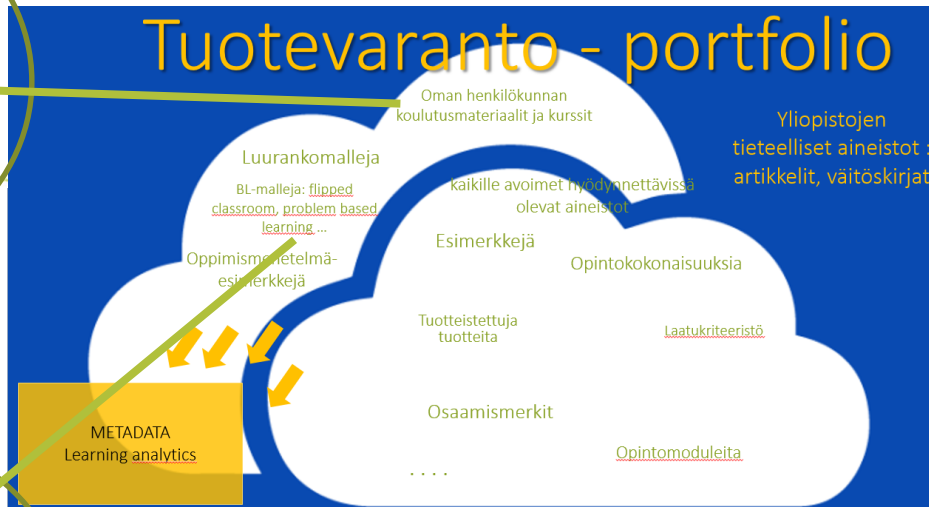 Tuotevaranto - portfolio
Oman henkilökunnan
koulutusmateriaalit ja kurssit
Yliopistojen
tieteelliset aineistot :
artikkelit, väitöskirjat
Luurankomalleja
BL-malleja: flipped
classroom, problem based
learning ...
kaikille avoimet hyödynnettävissä
olevat aineistot
Esimerkkejä
Oppimismenetelmä-
esimerkkejä
Opintokokonaisuuksia
Tuotteistettuja
tuotteita
Laatukriteeristö
Osaamismerkit
METADATA
Learning analytics
Opintomoduleita
. . . .